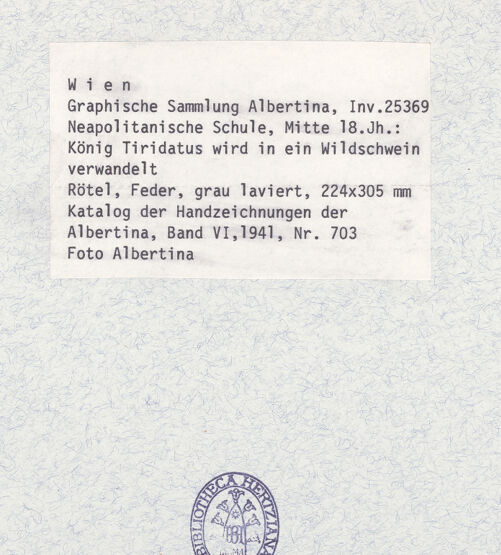 W i e n
Graphische Sammlung Albertina, Inv.25369
Neapolitanische Schule, Mitte 18.Jh.:
König Tiridatus wird in ein Wildschwein
verwandelt
Rötel, Feder, grau laviert, 224x305 mm
Katalog der Handzeichnungen der
Albertina, Band VI,1941, Nr. 703
Foto Albertina
BIBLIOTHECA HERTZIANA